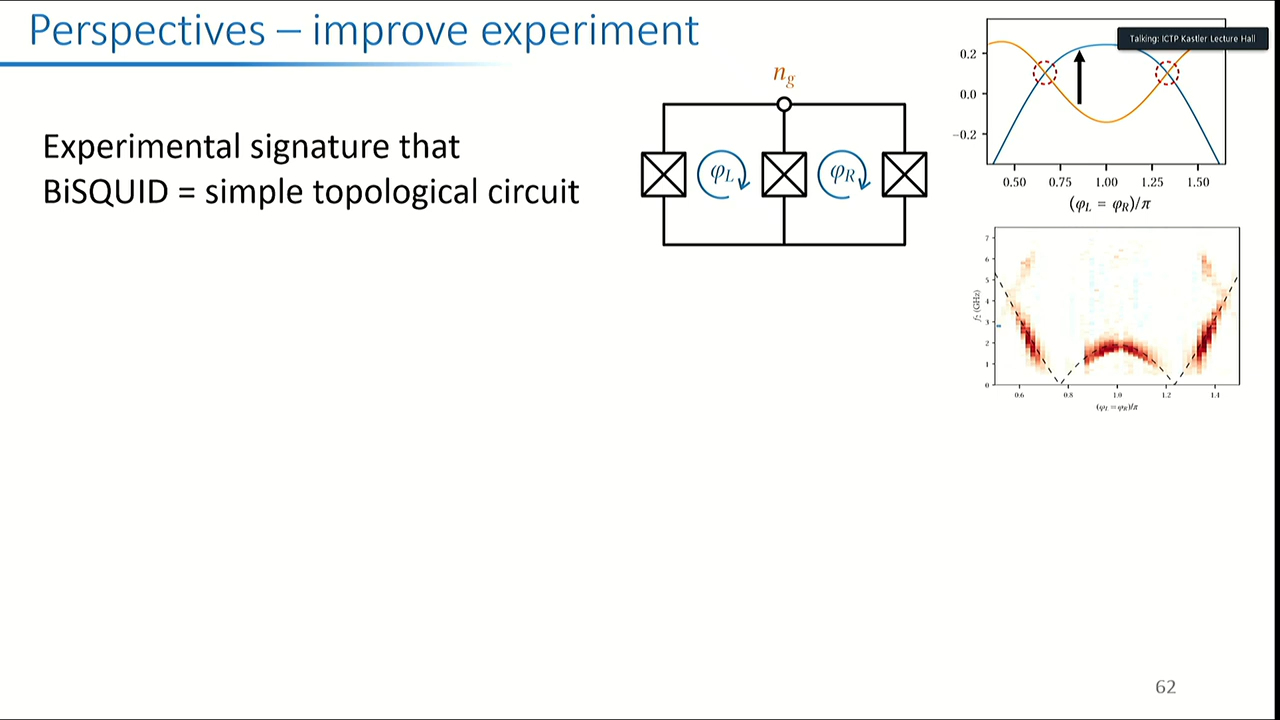 Perspectives – improve experiment
Experimental signature that
BiSQUID = simple topological circuit
n_g
φ_L
φ_R
Talking: ICTP Kastler Lecture Hall
0.2
0.0
−0.2
0.50 0.75 1.00 1.25 1.50
(φ_L = φ_R)/π
7
6
5
4
3
2
1
0
f_2 (GHz)
0.6 0.8 1.0 1.2 1.4
(φ_L = φ_R)/π
62